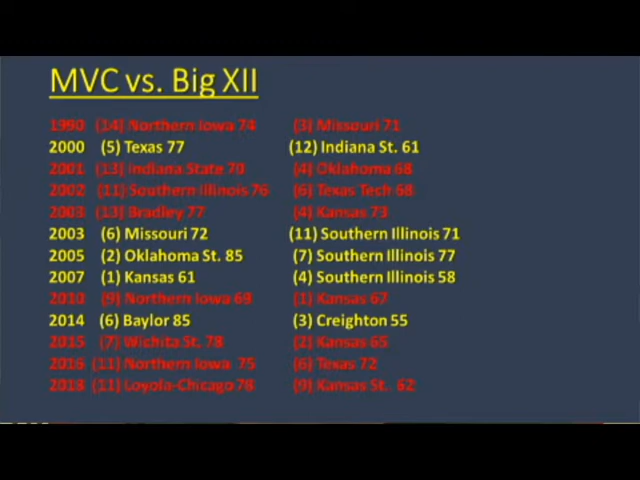 MVC vs. Big XII
1990 (14) Northern Iowa 74 (3) Missouri 71
2000 (5) Texas 77 (12) Indiana St. 61
2001 (13) Indiana State 70 (4) Oklahoma 68
2002 (11) Southern Illinois 76 (6) Texas Tech 68
2003 (13) Bradley 77 (4) Kansas 73
2003 (6) Missouri 72 (11) Southern Illinois 71
2005 (2) Oklahoma St. 85 (7) Southern Illinois 77
2007 (1) Kansas 61 (4) Southern Illinois 58
2010 (9) Northern Iowa 69 (1) Kansas 67
2014 (6) Baylor 85 (3) Creighton 55
2015 (7) Wichita St. 78 (2) Kansas 65
2016 (11) Northern Iowa 75 (6) Texas 72
2018 (11) Loyola-Chicago 78 (9) Kansas St. 62